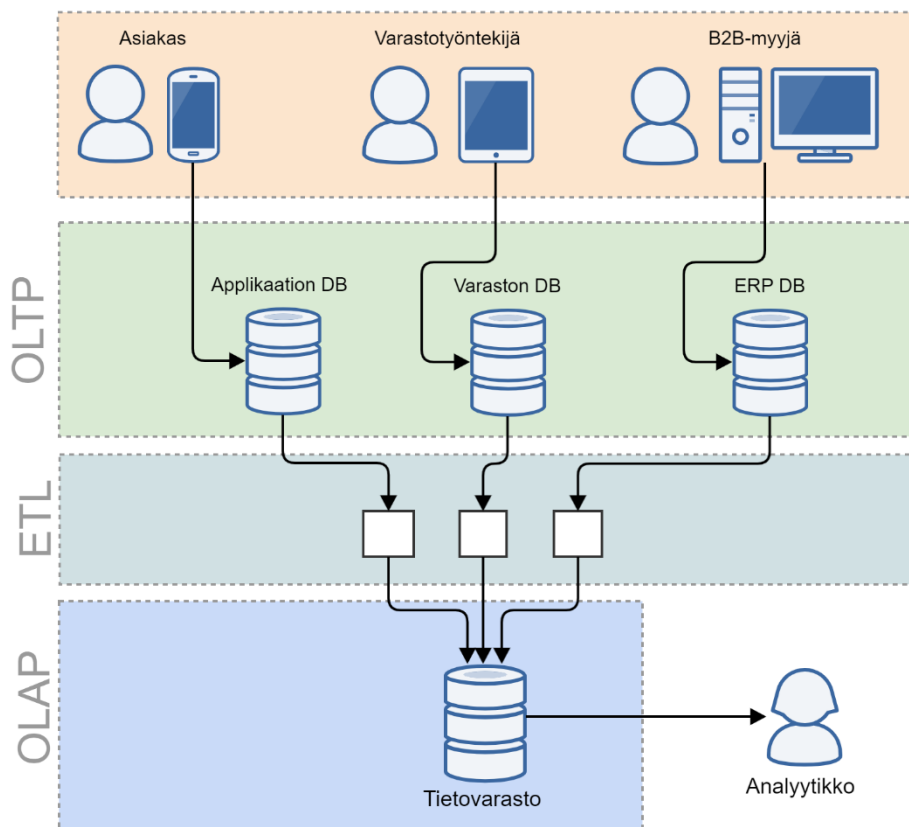 Asiakas
Varastotyöntekijä
B2B-myyjä
OLTP
Applikaation DB
Varaston DB
ERP DB
ETL
OLAP
Tietovarasto
Analyytikko